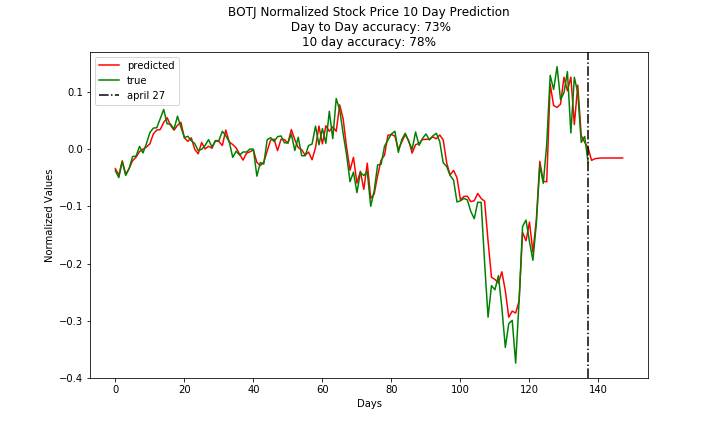 BOTJ Normalized Stock Price 10 Day Prediction
Day to Day accuracy: 73%
10 day accuracy: 78%
predicted
true
april 27
0.1
0.0
−0.1
−0.2
−0.3
−0.4
Normalized Values
0 20 40 60 80 100 120 140
Days